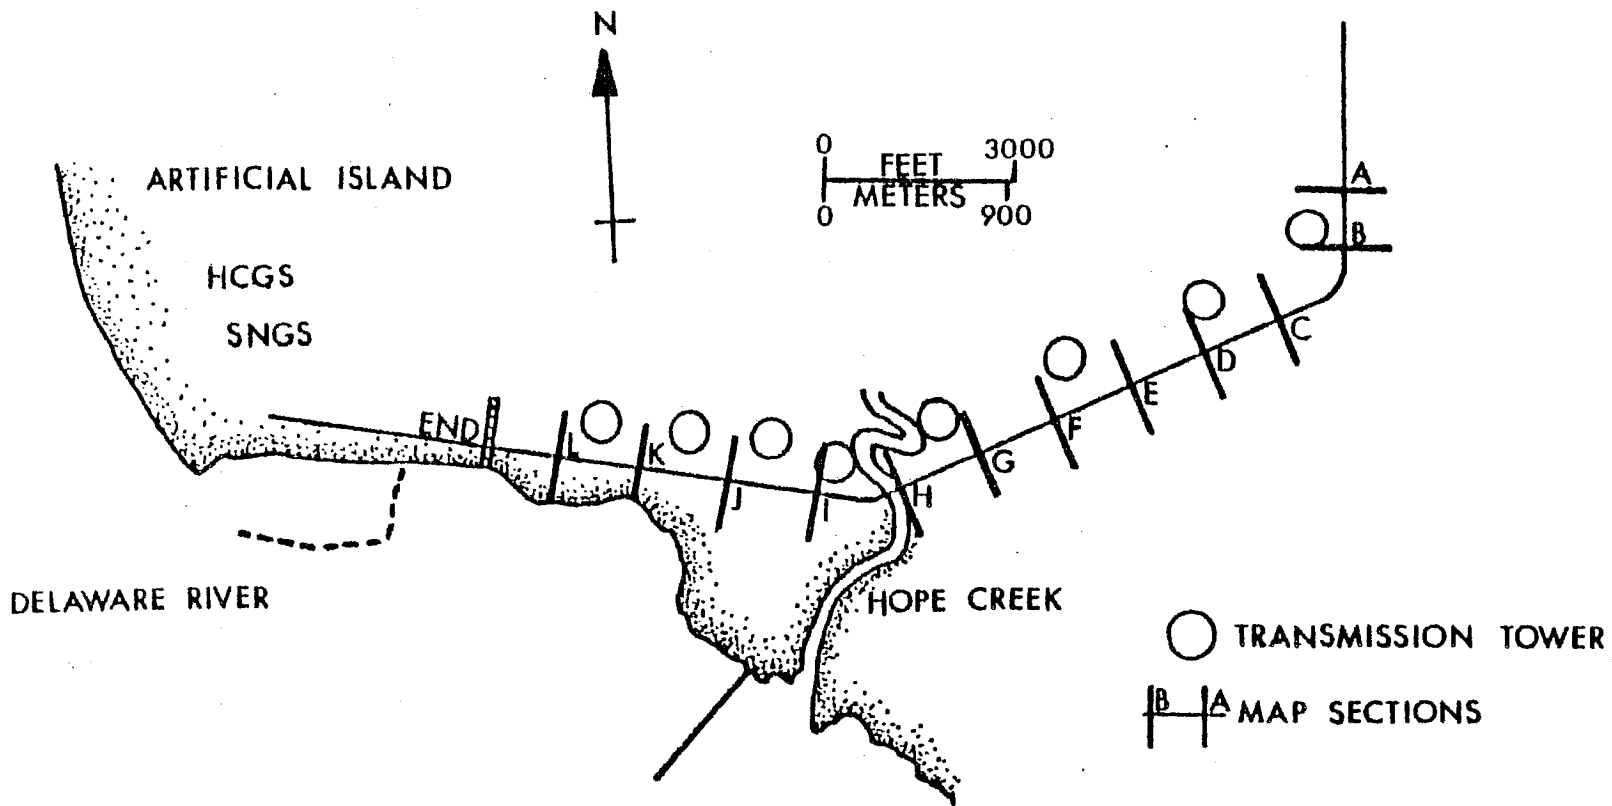 N
0 3000
FEET
METERS
0 900
ARTIFICIAL ISLAND
HCGS
SNGS
A
B
C
D
E
F
G
H
I
J
K
L
END
DELAWARE RIVER
HOPE CREEK
TRANSMISSION TOWER
B A MAP SECTIONS